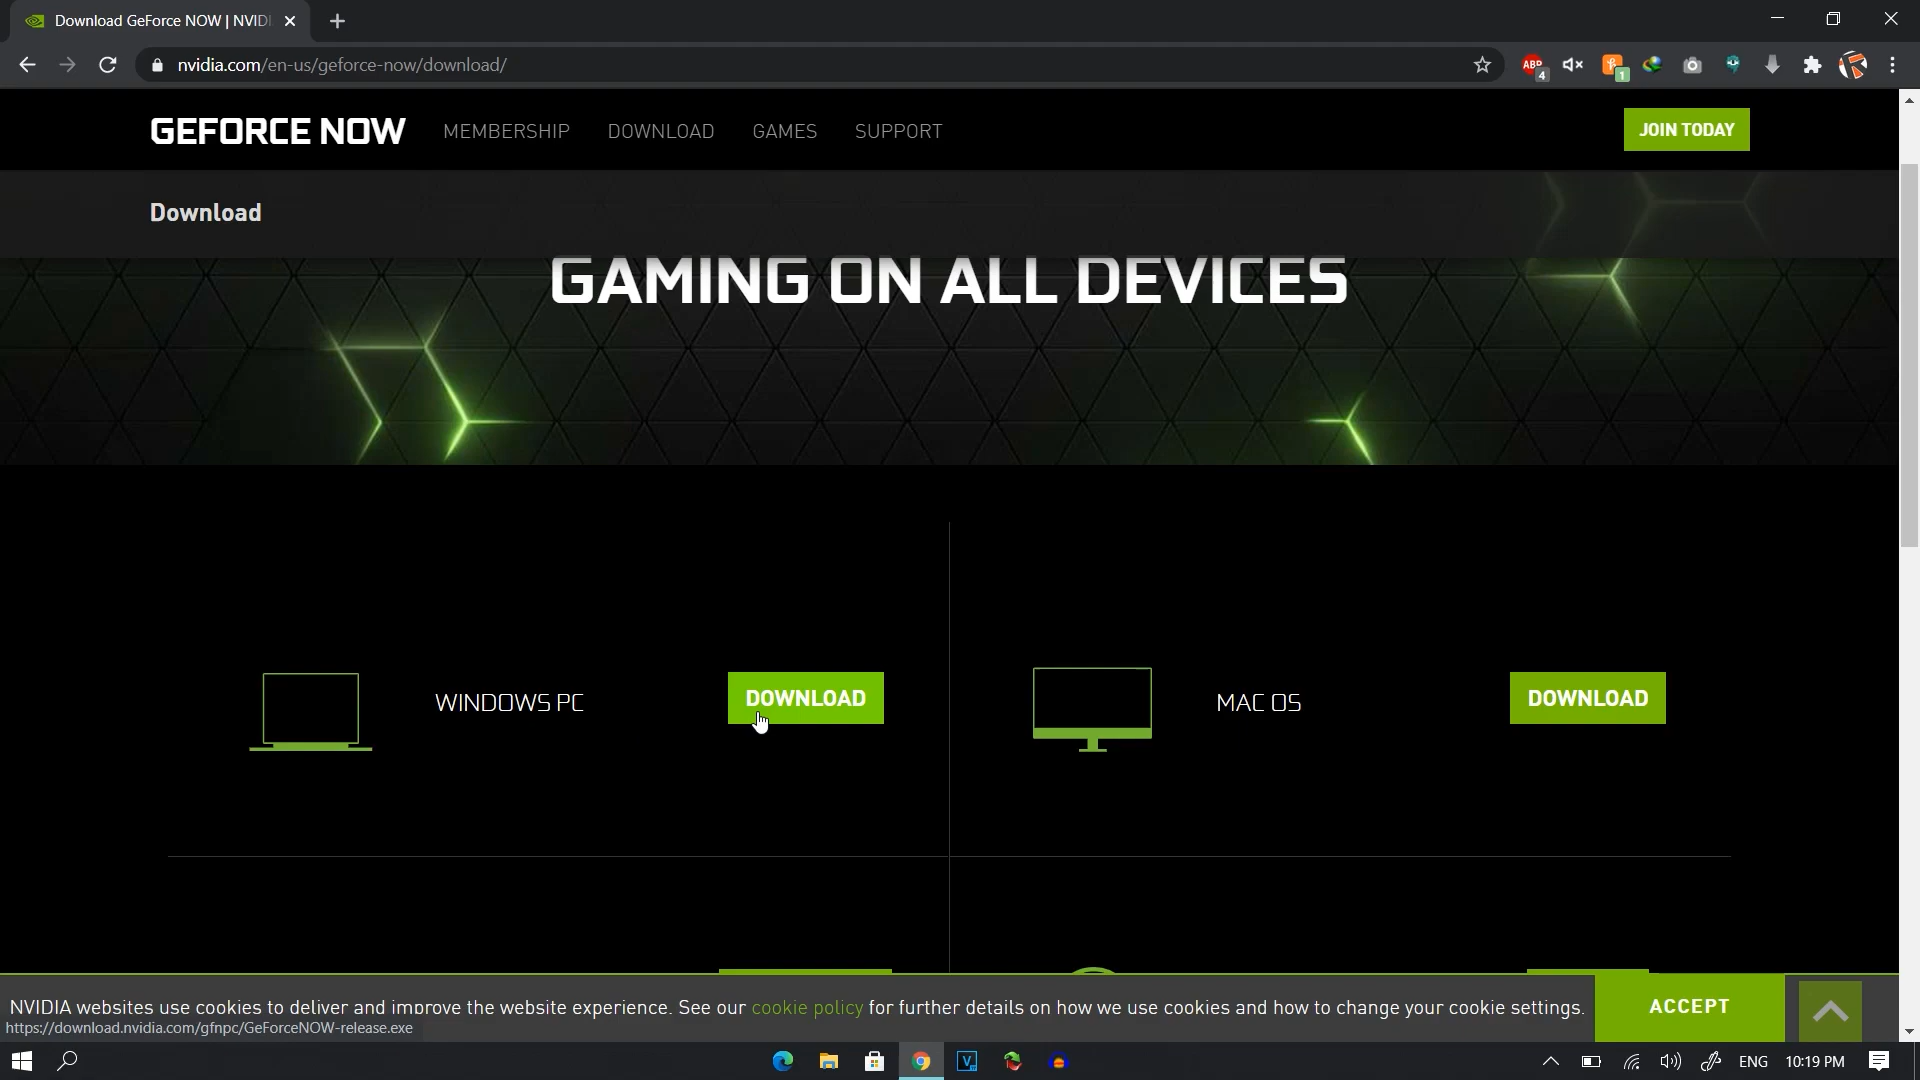 Download GeForce NOW | NVIDI
nvidia.com/en-us/geforce-now/download/
ABP
4
1
GEFORCE NOW
MEMBERSHIP
DOWNLOAD
GAMES
SUPPORT
JOIN TODAY
Download
GAMING ON ALL DEVICES
WINDOWS PC
DOWNLOAD
MAC OS
DOWNLOAD
NVIDIA websites use cookies to deliver and improve the website experience. See our cookie policy for further details on how we use cookies and how to change your cookie settings.
ACCEPT
https://download.nvidia.com/gfnpc/GeForceNOW-release.exe
V
ENG
10:19 PM